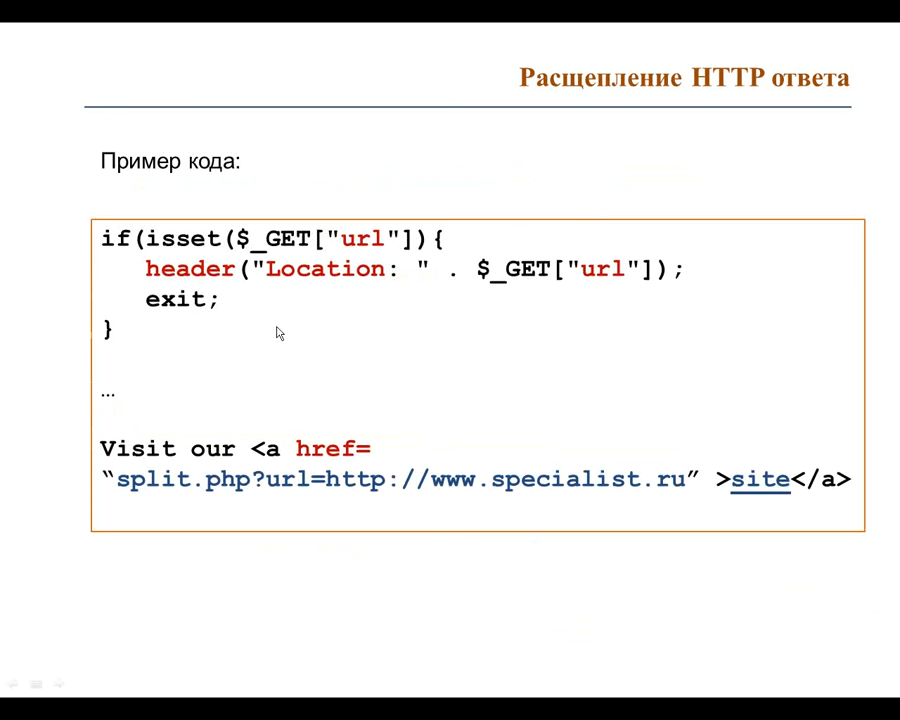 Расщепление HTTP ответа
Пример кода:
if(isset($_GET["url"]){
header("Location: " . $_GET["url"]);
exit;
}
…
Visit our <a href=
“split.php?url=http://www.specialist.ru” >site</a>